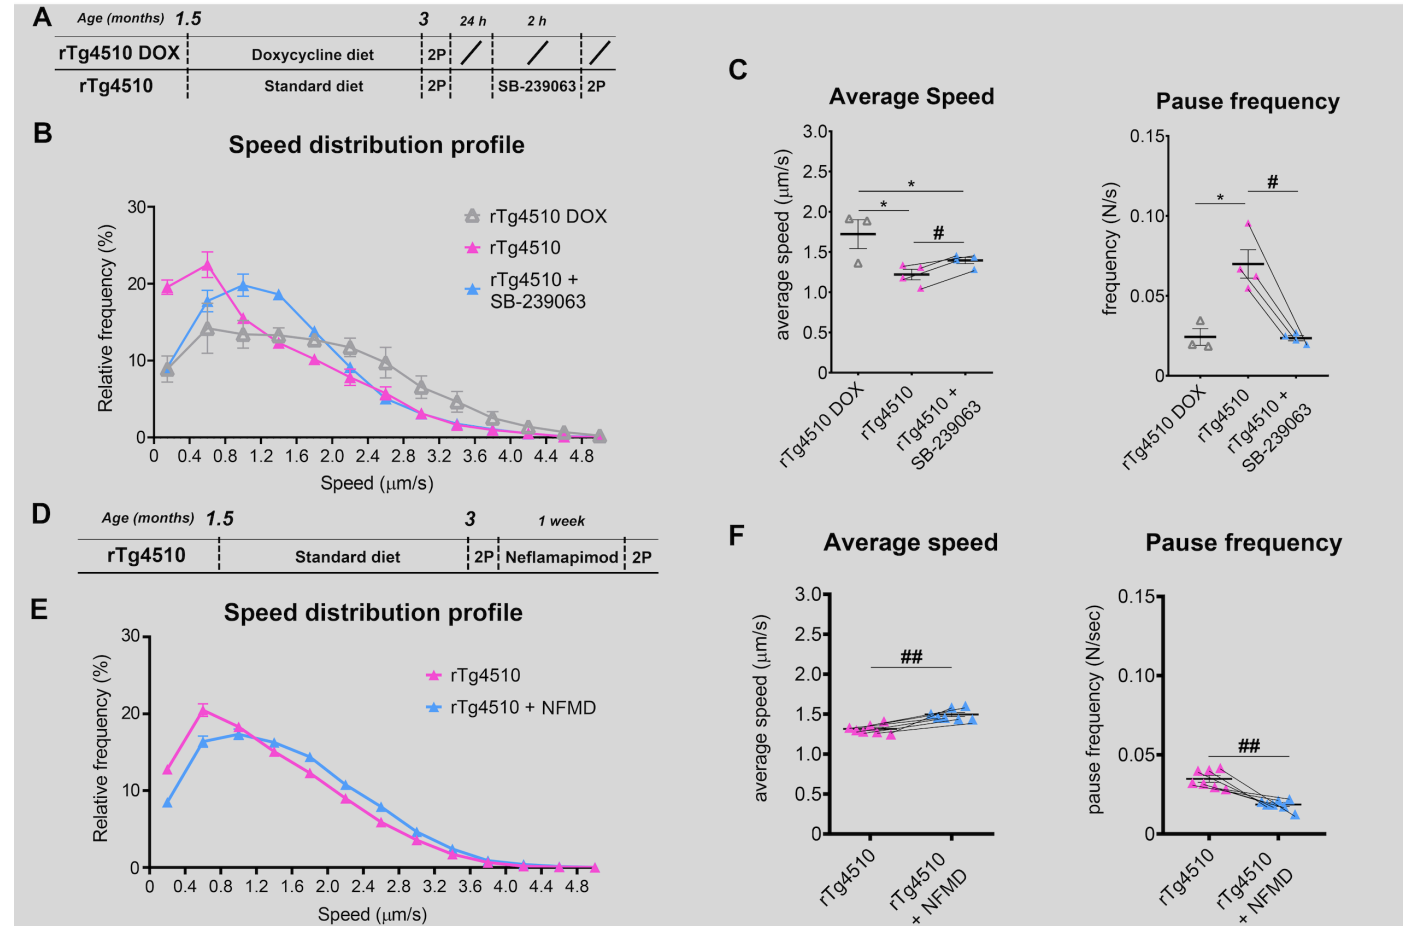 A
Age (months) 1.5 3 24 h 2 h
rTg4510 DOX Doxycycline diet 2P
rTg4510 Standard diet 2P SB-239063 2P
B
Speed distribution profile
rTg4510 DOX
rTg4510
rTg4510 +
SB-239063
Relative frequency (%)
30
20
10
0
0 0.4 0.8 1.2 1.6 2.0 2.4 2.8 3.2 3.6 4.0 4.4 4.8
Speed (μm/s)
C
Average Speed
average speed (μm/s)
3.0
2.5
2.0
1.5
1.0
0.5
0
*
*
#
rTg4510 DOX
rTg4510
rTg4510 +
SB-239063
Pause frequency
frequency (N/s)
0.15
0.10
0.05
0
*
#
rTg4510 DOX
rTg4510
rTg4510 +
SB-239063
D
Age (months) 1.5 3 1 week
rTg4510 Standard diet 2P Neflamapimod 2P
E
Speed distribution profile
rTg4510
rTg4510 + NFMD
Relative frequency (%)
30
20
10
0
0 0.4 0.8 1.2 1.6 2.0 2.4 2.8 3.2 3.6 4.0 4.4 4.8
Speed (μm/s)
F
Average speed
average speed (μm/s)
3.0
2.5
2.0
1.5
1.0
0.5
0
##
rTg4510
rTg4510
+ NFMD
Pause frequency
pause frequency (N/sec)
0.15
0.10
0.05
0
##
rTg4510
rTg4510
+ NFMD